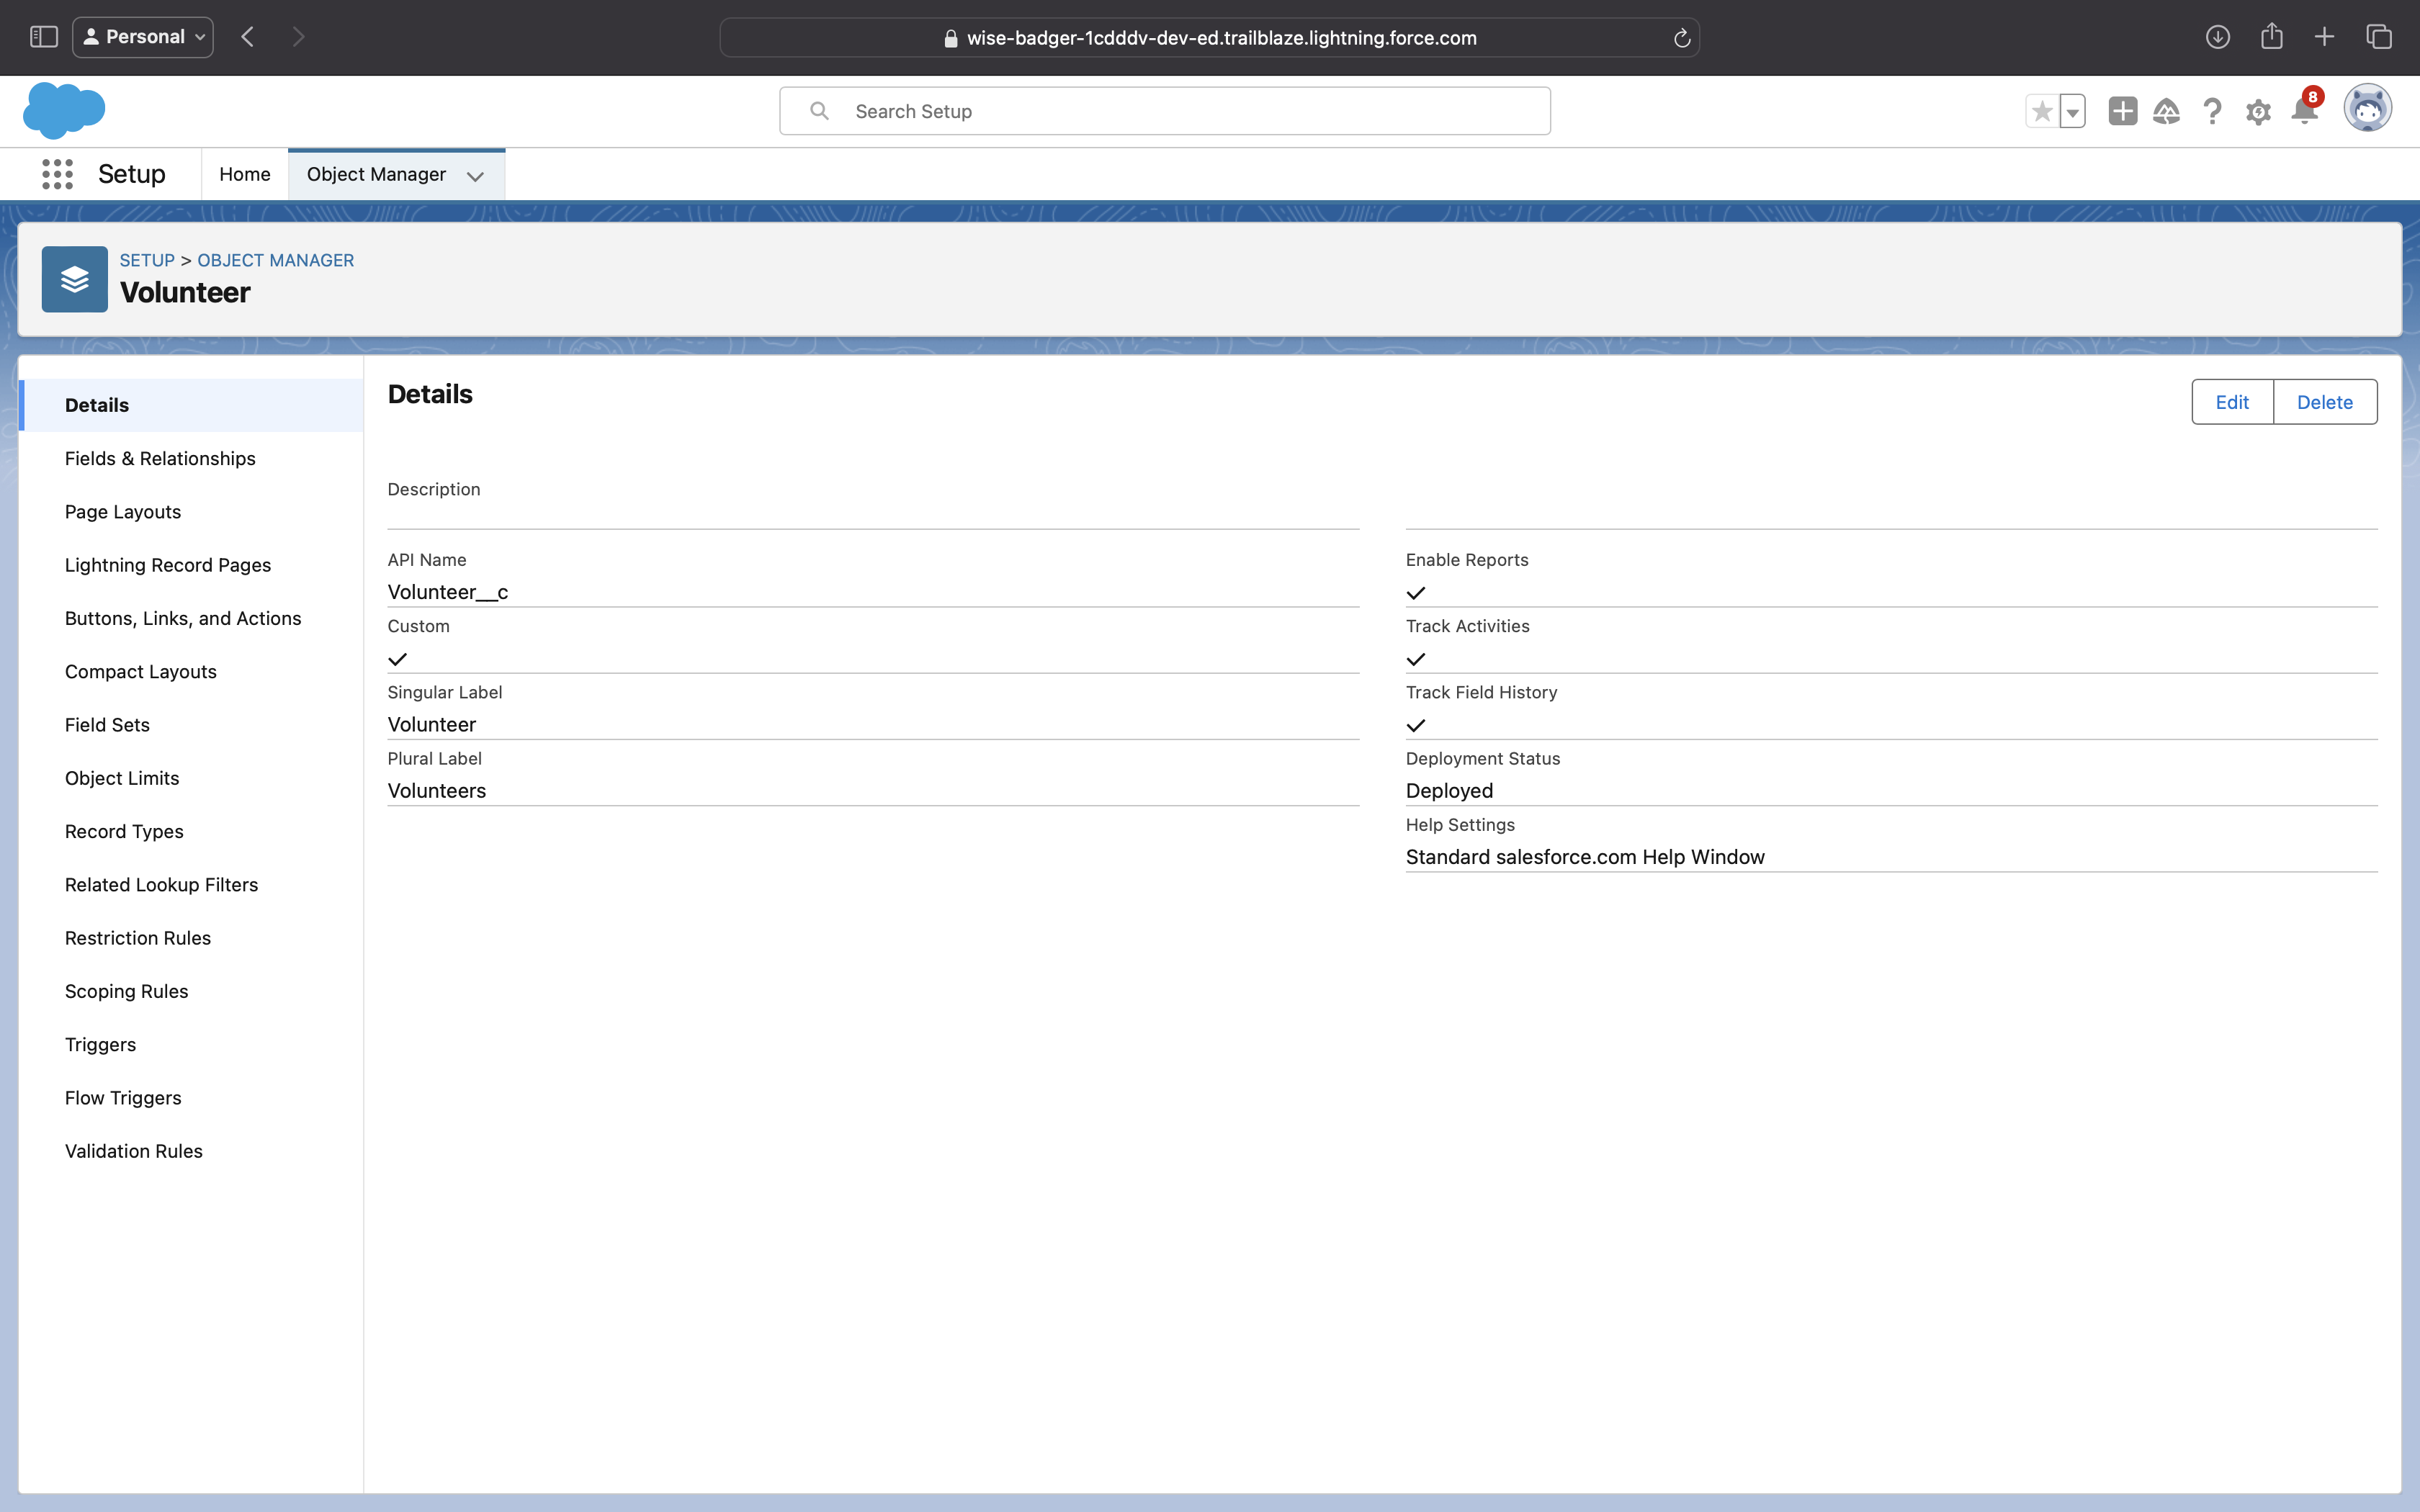 Personal
wise-badger-1cdddv-dev-ed.trailblaze.lightning.force.com
Search Setup
8
Setup
Home
Object Manager
SETUP > OBJECT MANAGER
Volunteer
Details
Fields & Relationships
Page Layouts
Lightning Record Pages
Buttons, Links, and Actions
Compact Layouts
Field Sets
Object Limits
Record Types
Related Lookup Filters
Restriction Rules
Scoping Rules
Triggers
Flow Triggers
Validation Rules
Details
Edit
Delete
Description
API Name
Volunteer__c
Custom
Singular Label
Volunteer
Plural Label
Volunteers
Enable Reports
Track Activities
Track Field History
Deployment Status
Deployed
Help Settings
Standard salesforce.com Help Window